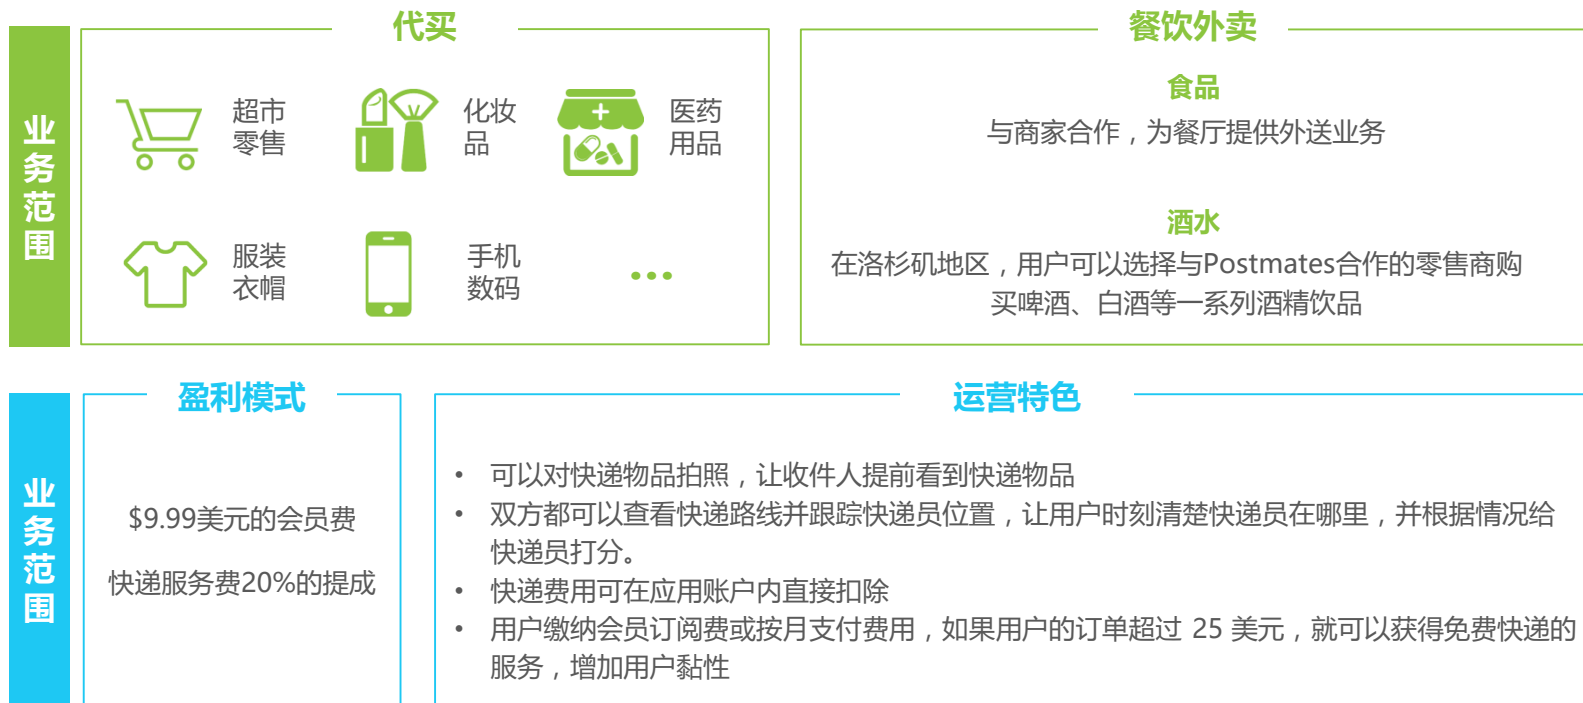 业务范围
代买
超市
零售
化妆
品
医药
用品
服装
衣帽
手机
数码
...
餐饮外卖
食品
与商家合作，为餐厅提供外送业务
酒水
在洛杉矶地区，用户可以选择与Postmates合作的零售商购
买啤酒、白酒等一系列酒精饮品
业务范围
盈利模式
$9.99美元的会员费
快递服务费20%的提成
运营特色
• 可以对快递物品拍照，让收件人提前看到快递物品
• 双方都可以查看快递路线并跟踪快递员位置，让用户时刻清楚快递员在哪里，并根据情况给
快递员打分。
• 快递费用可在应用账户内直接扣除
• 用户缴纳会员订阅费或按月支付费用，如果用户的订单超过 25 美元，就可以获得免费快递的
服务，增加用户黏性